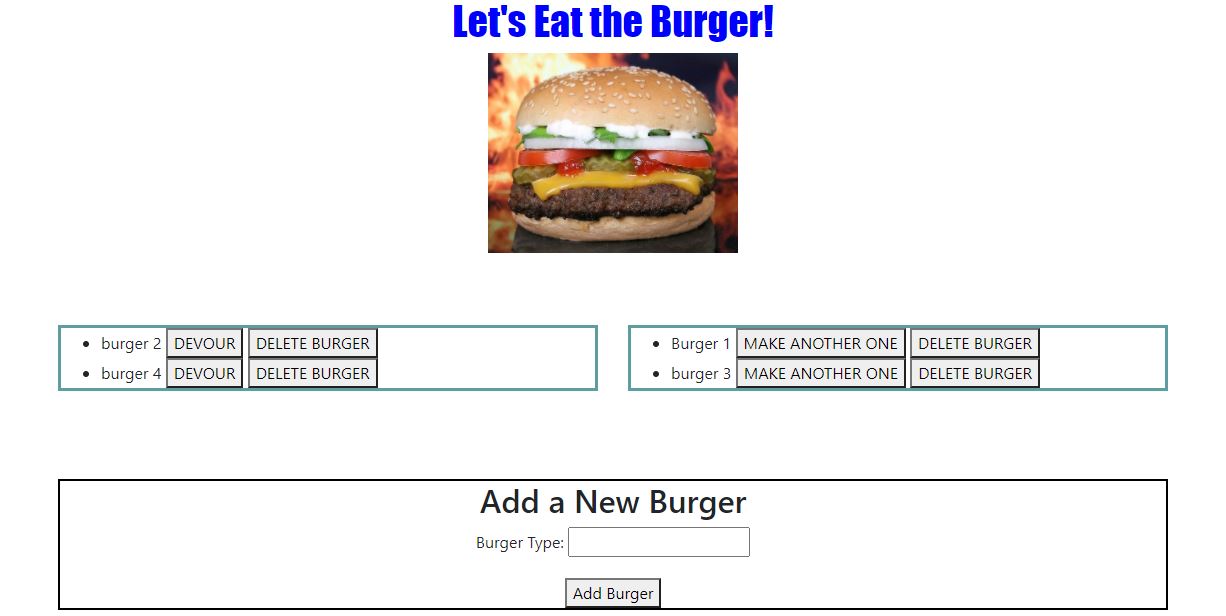 Let's Eat the Burger!
burger 2 DEVOUR DELETE BURGER
burger 4 DEVOUR DELETE BURGER
Burger 1 MAKE ANOTHER ONE DELETE BURGER
burger 3 MAKE ANOTHER ONE DELETE BURGER
Add a New Burger
Burger Type:
Add Burger